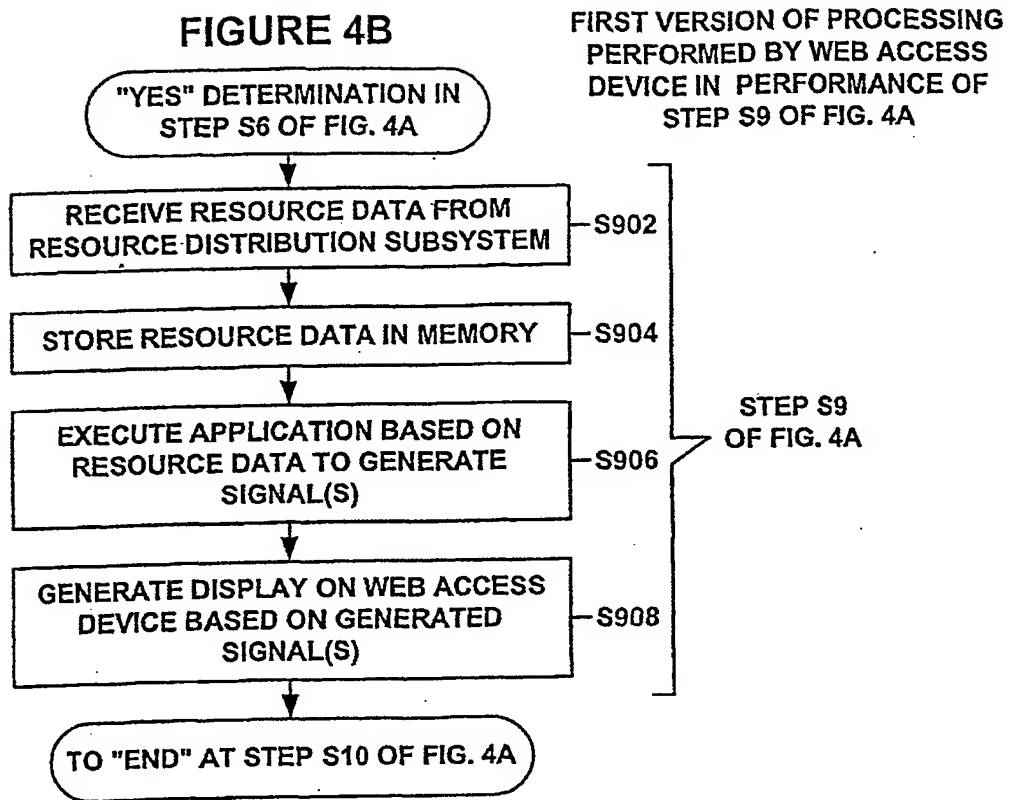 FIGURE 4B
FIRST VERSION OF PROCESSING
PERFORMED BY WEB ACCESS
DEVICE IN PERFORMANCE OF
STEP S9 OF FIG. 4A
"YES" DETERMINATION IN
STEP S6 OF FIG. 4A
RECEIVE RESOURCE DATA FROM
RESOURCE DISTRIBUTION SUBSYSTEM
S902
STORE RESOURCE DATA IN MEMORY
S904
EXECUTE APPLICATION BASED ON
RESOURCE DATA TO GENERATE
SIGNAL(S)
S906
STEP S9
OF FIG. 4A
GENERATE DISPLAY ON WEB ACCESS
DEVICE BASED ON GENERATED
SIGNAL(S)
S908
TO "END" AT STEP S10 OF FIG. 4A